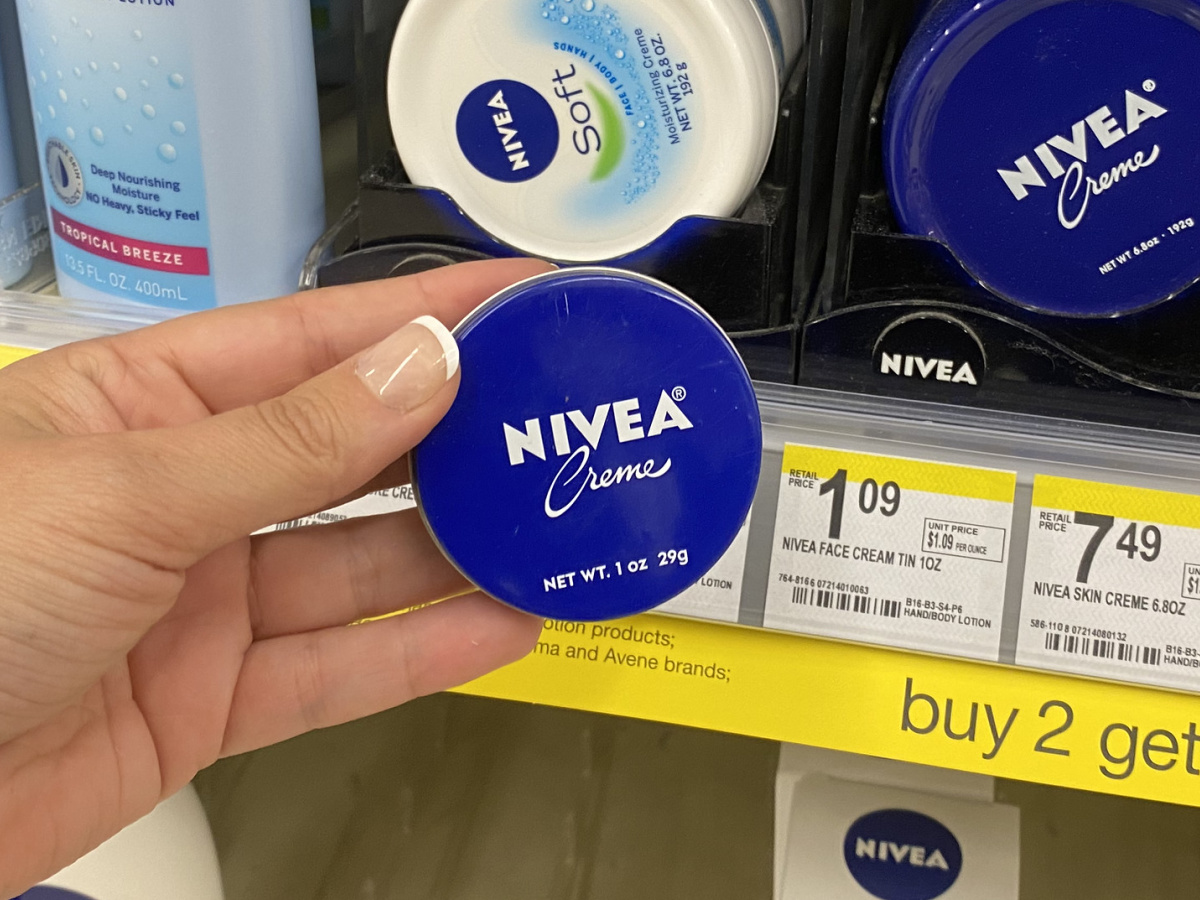 LOTION
Deep Nourishing
Moisture
NO Heavy, Sticky Feel
TROPICAL BREEZE
13.5 FL. OZ. 400mL
NIVEA
Soft
FACE | BODY | HANDS
Moisturizing Creme
NET WT. 6.8 OZ.
192 g
NIVEA®
Creme
NET WT 6.8oz · 192g
NIVEA
NIVEA®
Creme
NET WT. 1 oz 29g
RETAIL
PRICE
1 09
UNIT PRICE
$1.09 PER OUNCE
NIVEA FACE CREAM TIN 1OZ
764-8166 07214010063
B16-B3-S4-P6
HAND/BODY LOTION
RETAIL
PRICE
7 49
NIVEA SKIN CREME 6.8OZ
586-1108 07214080132
B16-B3-
HAND/B
LOTION
otion products;
ma and Avene brands;
buy 2 get
NIVEA